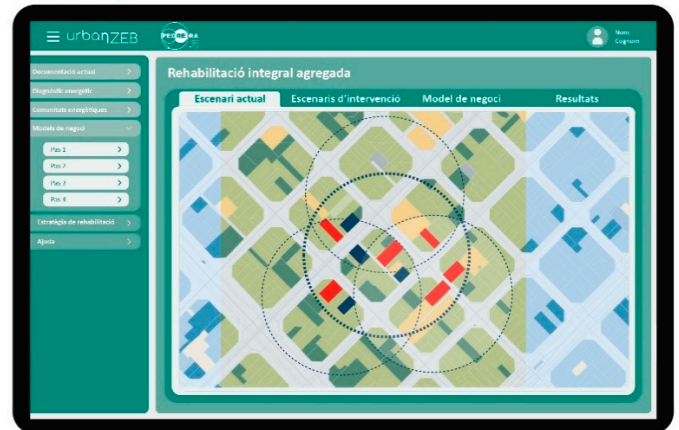 urbanZEB
PEDRERA
Nom
Cognom
Documentació actual
Diagnòstic energètic
Comunitats energètiques
Models de negoci
Pas 1
Pas 2
Pas 3
Pas 4
Estratègia de rehabilitació
Ajuda
Rehabilitació integral agregada
Escenari actual
Escenaris d'intervenció
Model de negoci
Resultats